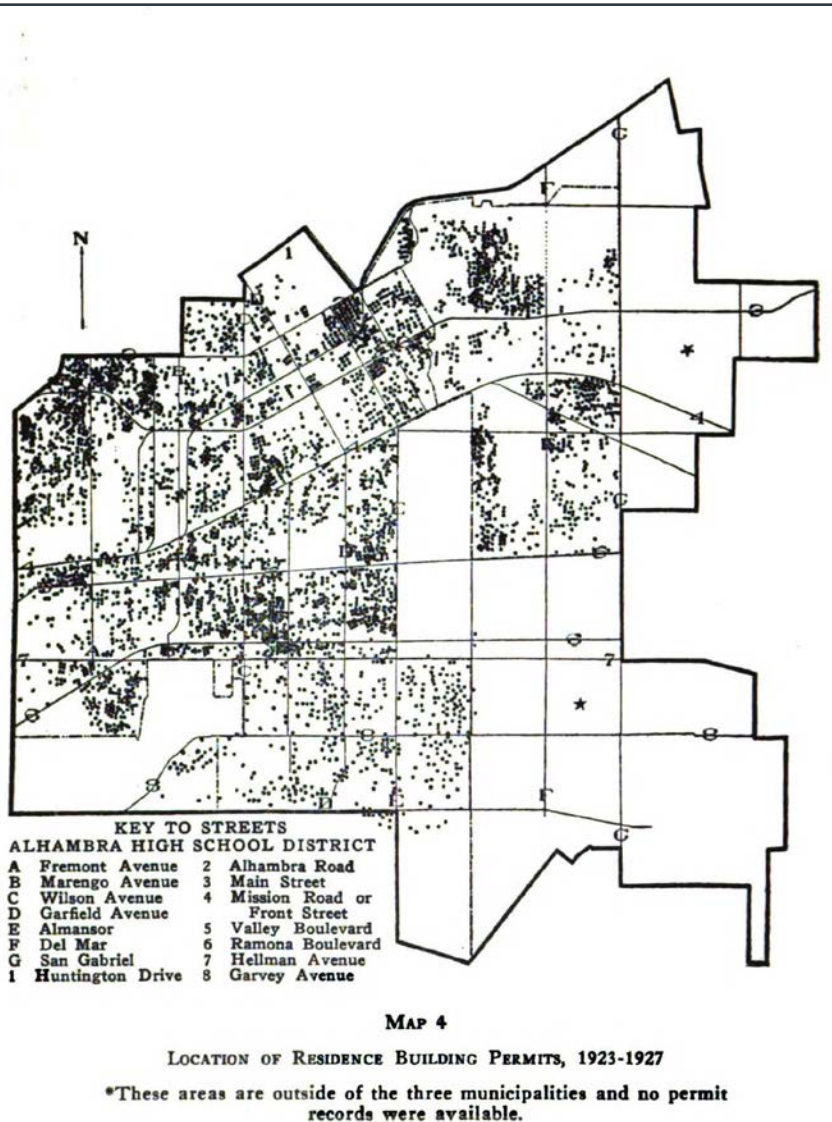 N
1
KEY TO STREETS
ALHAMBRA HIGH SCHOOL DISTRICT
A Fremont Avenue 2 Alhambra Road
B Marengo Avenue 3 Main Street
C Wilson Avenue 4 Mission Road or
D Garfield Avenue Front Street
E Almansor 5 Valley Boulevard
F Del Mar 6 Ramona Boulevard
G San Gabriel 7 Hellman Avenue
1 Huntington Drive 8 Garvey Avenue
MAP 4
LOCATION OF RESIDENCE BUILDING PERMITS, 1923-1927
*These areas are outside of the three municipalities and no permit
records were available.